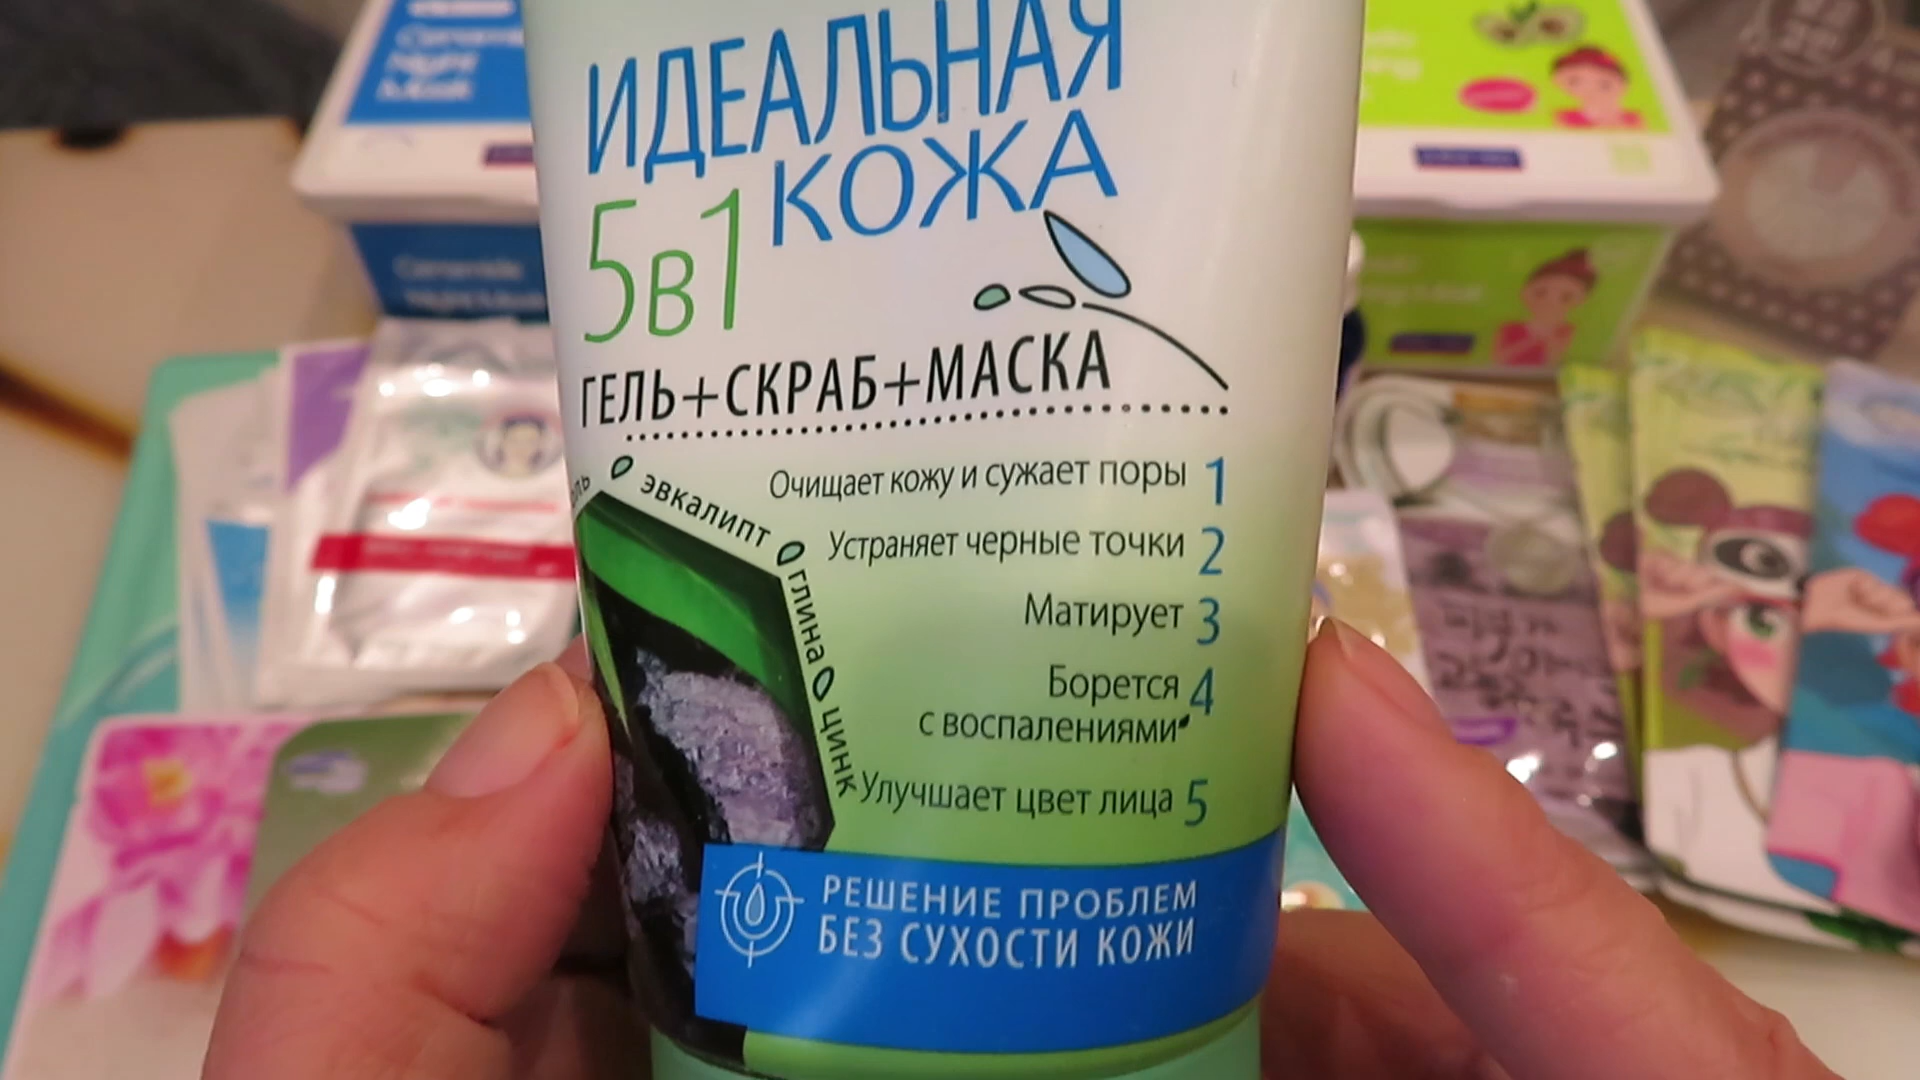 ИДЕАЛЬНАЯ
КОЖА
5в1
ГЕЛЬ+СКРАБ+МАСКА
эвкалипт
глина
цинк
Очищает кожу и сужает поры 1
Устраняет черные точки 2
Матирует 3
Борется 4
с воспалениями
Улучшает цвет лица 5
РЕШЕНИЕ ПРОБЛЕМ
БЕЗ СУХОСТИ КОЖИ